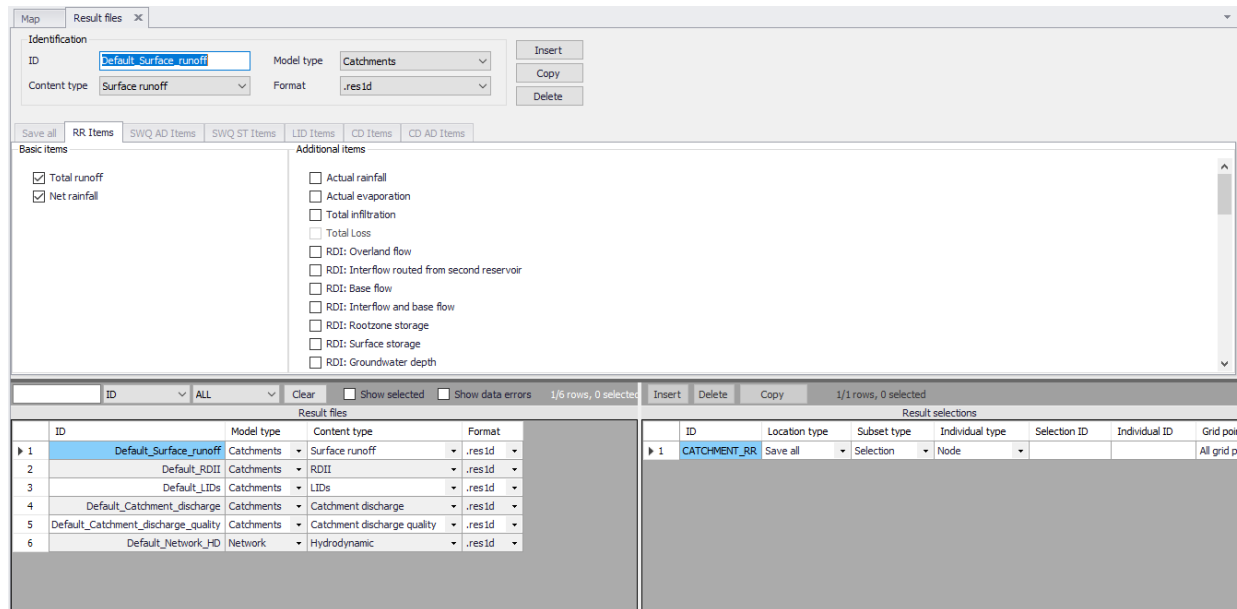 Map Result files X
Identification
ID Default_Surface_runoff Model type Catchments Insert
Copy
Content type Surface runoff Format .res1d
Delete
Save all RR Items SWQ AD Items SWQ ST Items LID Items CD Items CD AD Items
Basic items Additional items
Total runoff Actual rainfall
Net rainfall Actual evaporation
Total infiltration
Total Loss
RDI: Overland flow
RDI: Interflow routed from second reservoir
RDI: Base flow
RDI: Interflow and base flow
RDI: Rootzone storage
RDI: Surface storage
RDI: Groundwater depth
ID ALL Clear Show selected Show data errors 1/6 rows, 0 selected Insert Delete Copy 1/1 rows, 0 selected
Result files Result selections
ID Model type Content type Format ID Location type Subset type Individual type Selection ID Individual ID Grid poin
1 Default_Surface_runoff Catchments Surface runoff .res1d 1 CATCHMENT_RR Save all Selection Node All grid p
2 Default_RDII Catchments RDII .res1d
3 Default_LIDs Catchments LIDs .res1d
4 Default_Catchment_discharge Catchments Catchment discharge .res1d
5 Default_Catchment_discharge_quality Catchments Catchment discharge quality .res1d
6 Default_Network_HD Network Hydrodynamic .res1d